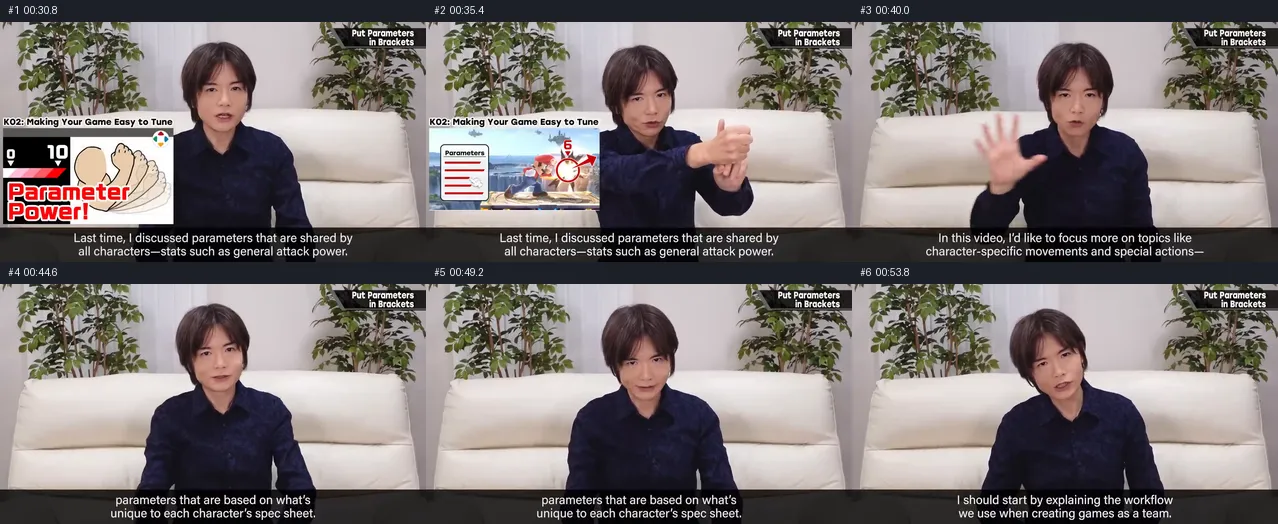 #1 00:30.8
Put Parameters
in Brackets
K02: Making Your Game Easy to Tune
0
10
Parameter
Power!
Last time, I discussed parameters that are shared by
all characters—stats such as general attack power.
#2 00:35.4
Put Parameters
in Brackets
K02: Making Your Game Easy to Tune
Parameters
6
Last time, I discussed parameters that are shared by
all characters—stats such as general attack power.
#3 00:40.0
Put Parameters
in Brackets
In this video, I'd like to focus more on topics like
character-specific movements and special actions—
#4 00:44.6
Put Parameters
in Brackets
parameters that are based on what's
unique to each character's spec sheet.
#5 00:49.2
Put Parameters
in Brackets
parameters that are based on what's
unique to each character's spec sheet.
#6 00:53.8
Put Parameters
in Brackets
I should start by explaining the workflow
we use when creating games as a team.